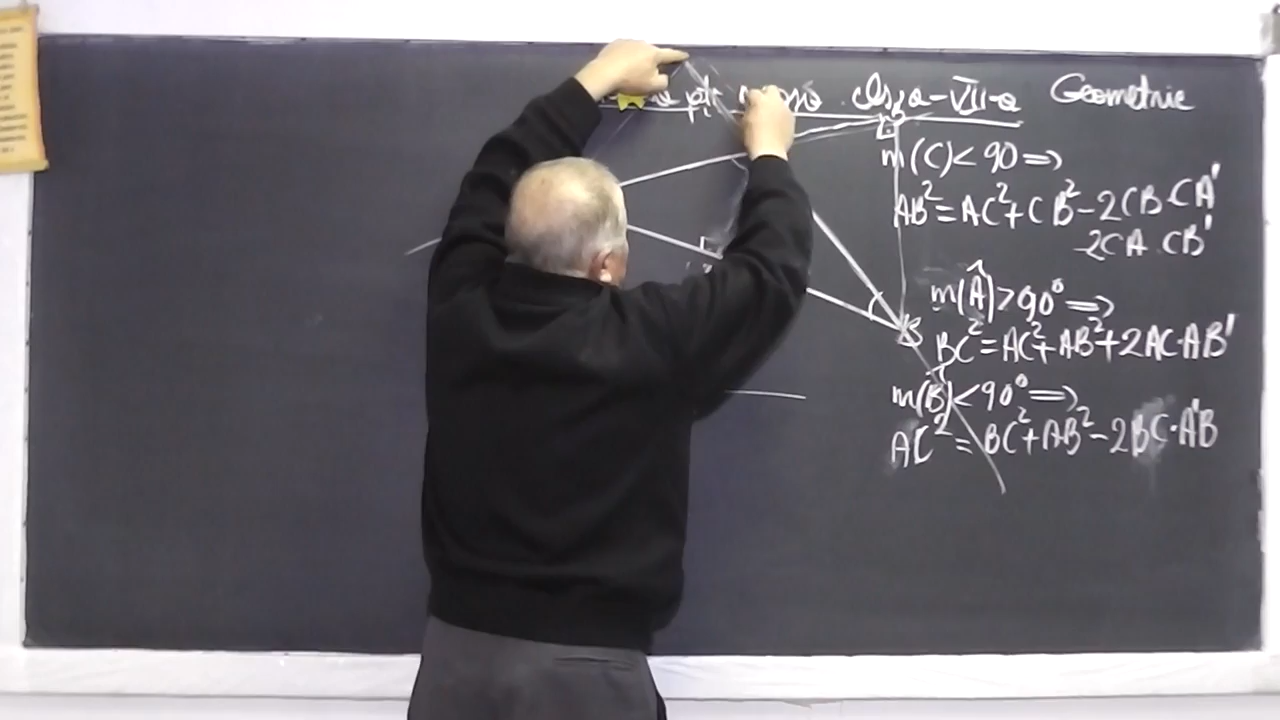 ptr clasa a-VII-a Geometrie
m(C)<90=>
AB²=AC²+CB²-2CB·CA'
-2CA·CB'
m(Â)>90°=>
BC²=AC²+AB²+2AC·AB'
m(B̂)<90°=>
AC²=BC²+AB²-2BC·A'B
B